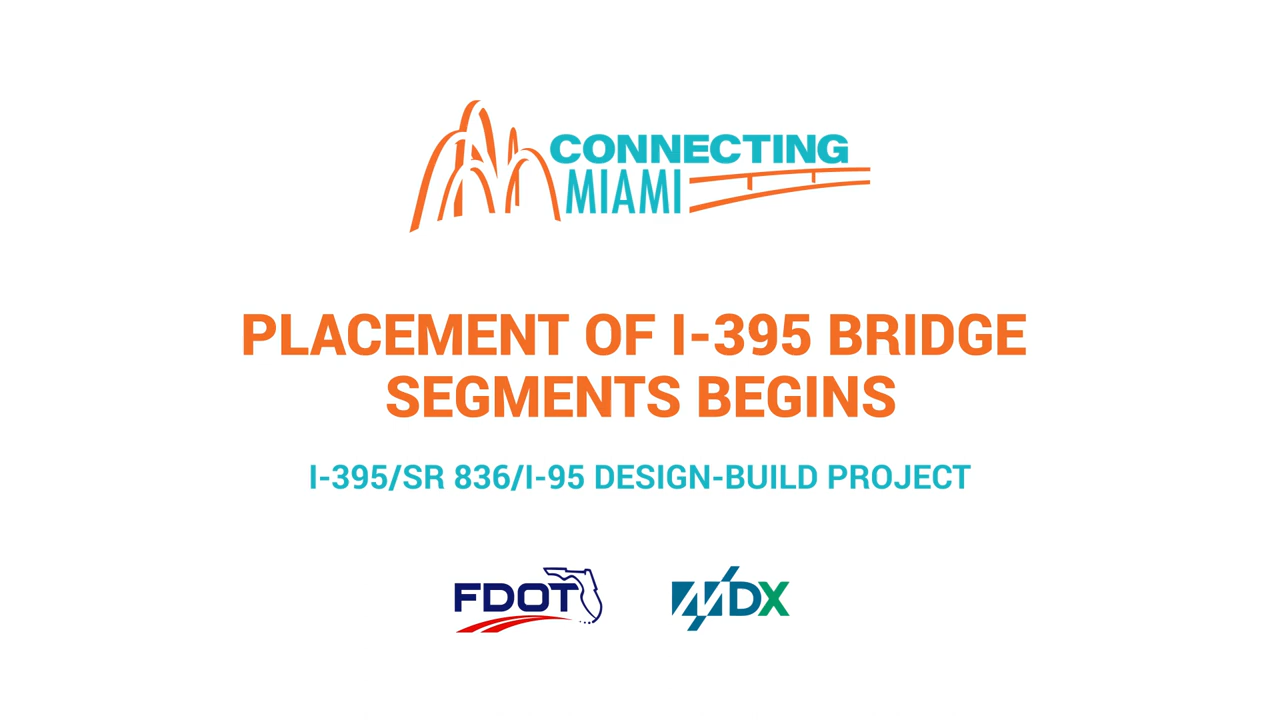 CONNECTING
MIAMI
PLACEMENT OF I-395 BRIDGE
SEGMENTS BEGINS
I-395/SR 836/I-95 DESIGN-BUILD PROJECT
FDOT MDX